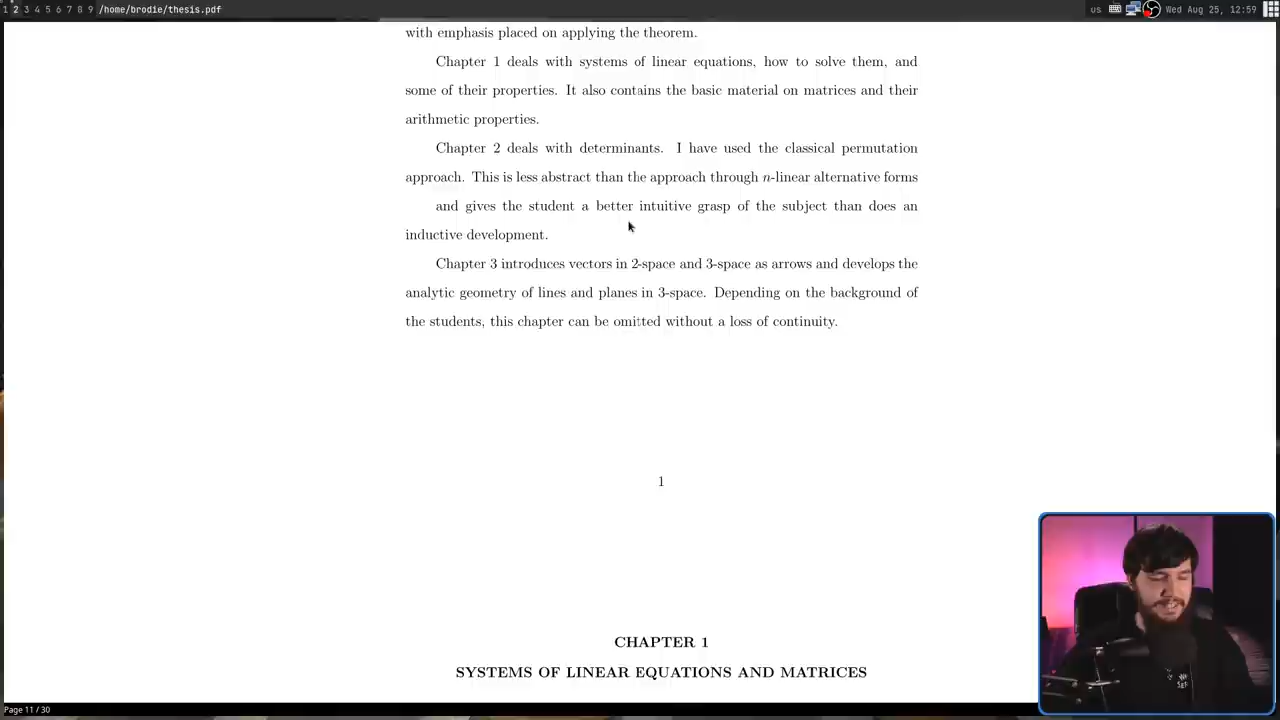 1 2 3 4 5 6 7 8 9 /home/brodie/thesis.pdf
us Wed Aug 25, 12:59
with emphasis placed on applying the theorem.
Chapter 1 deals with systems of linear equations, how to solve them, and
some of their properties. It also contains the basic material on matrices and their
arithmetic properties.
Chapter 2 deals with determinants. I have used the classical permutation
approach. This is less abstract than the approach through n-linear alternative forms
and gives the student a better intuitive grasp of the subject than does an
inductive development.
Chapter 3 introduces vectors in 2-space and 3-space as arrows and develops the
analytic geometry of lines and planes in 3-space. Depending on the background of
the students, this chapter can be omitted without a loss of continuity.
1
CHAPTER 1
SYSTEMS OF LINEAR EQUATIONS AND MATRICES
Page 11 / 30